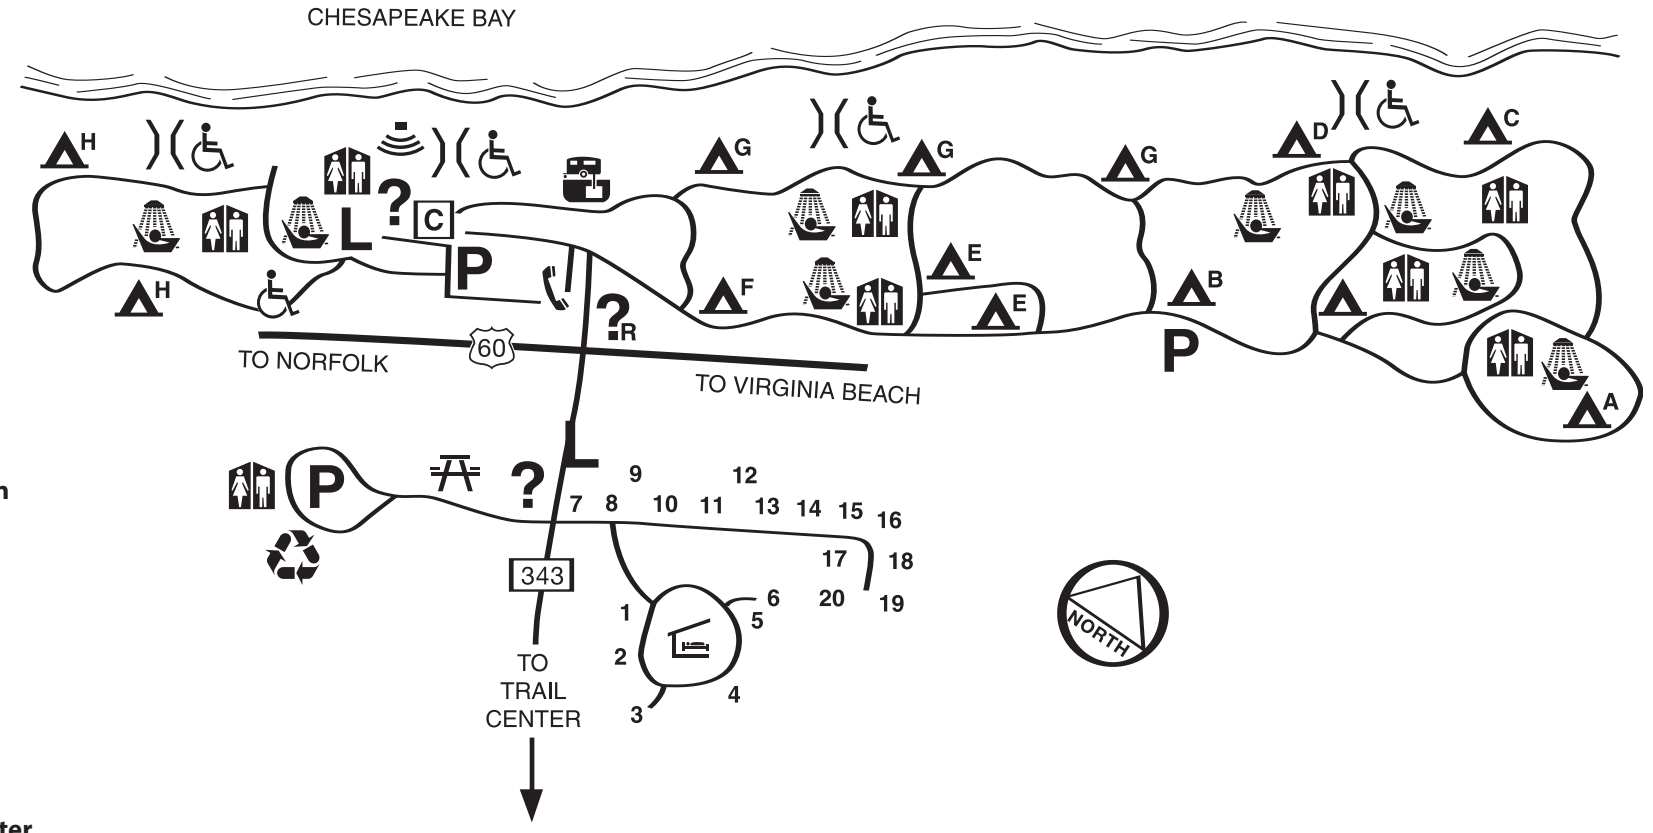 CHESAPEAKE BAY
H
G
G
G
D
C
?
C
L
P
H
F
E
E
B
?
R
P
A
60
TO NORFOLK
TO VIRGINIA BEACH
L
P
?
n
9
12
7
8
10
11
13
14
15
16
17
18
20
19
343
1
6
5
2
4
3
NORTH
TO
TRAIL
CENTER
ter